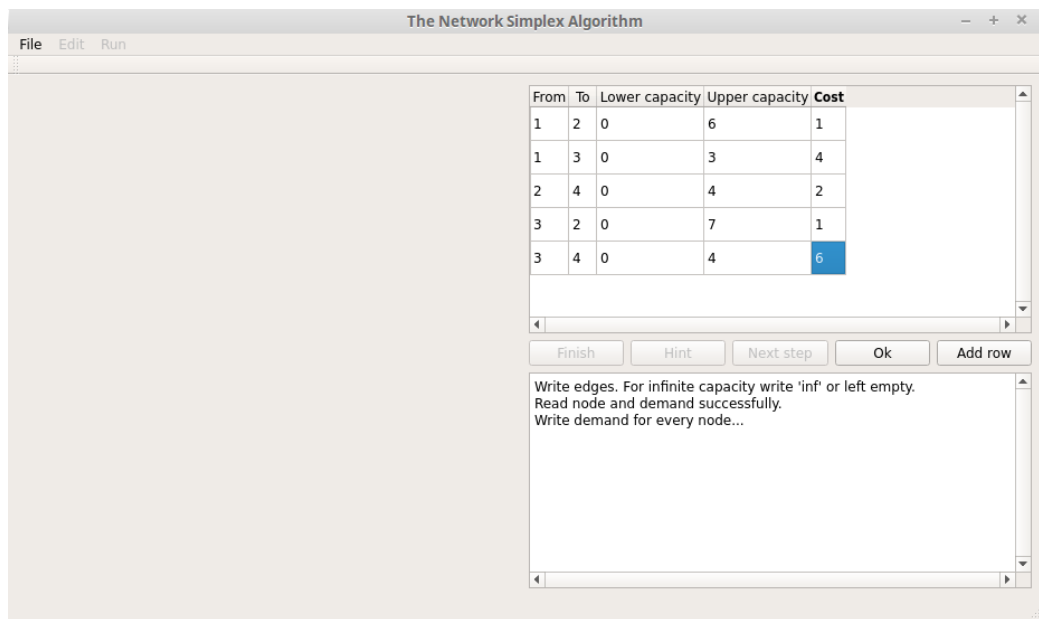 The Network Simplex Algorithm
File Edit Run
From To Lower capacity Upper capacity Cost
1 2 0 6 1
1 3 0 3 4
2 4 0 4 2
3 2 0 7 1
3 4 0 4 6
Finish Hint Next step Ok Add row
Write edges. For infinite capacity write 'inf' or left empty.
Read node and demand successfully.
Write demand for every node...